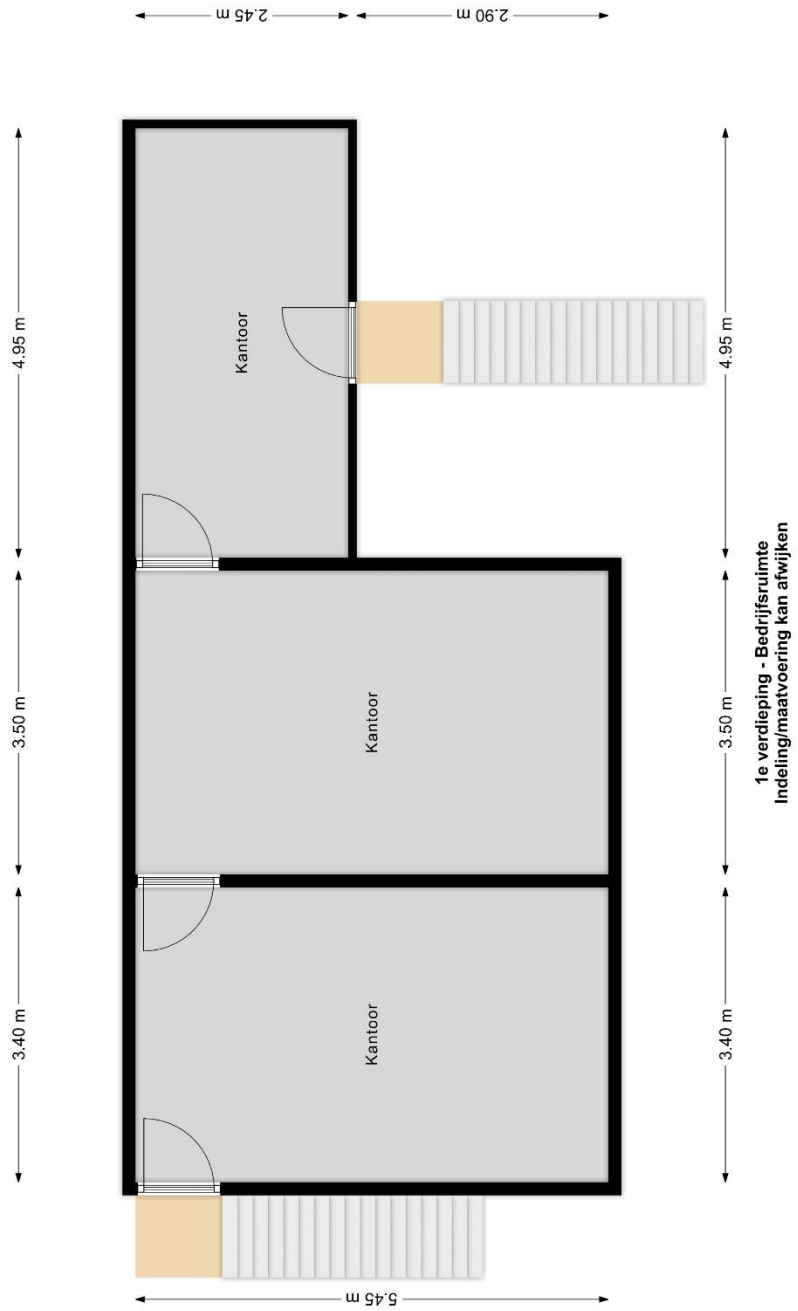 2.45 m
2.90 m
4.95 m
4.95 m
Kantoor
3.50 m
3.50 m
Kantoor
3.40 m
3.40 m
Kantoor
5.45 m
1e verdieping - Bedrijfsruimte
Indeling/maatvoering kan afwijken